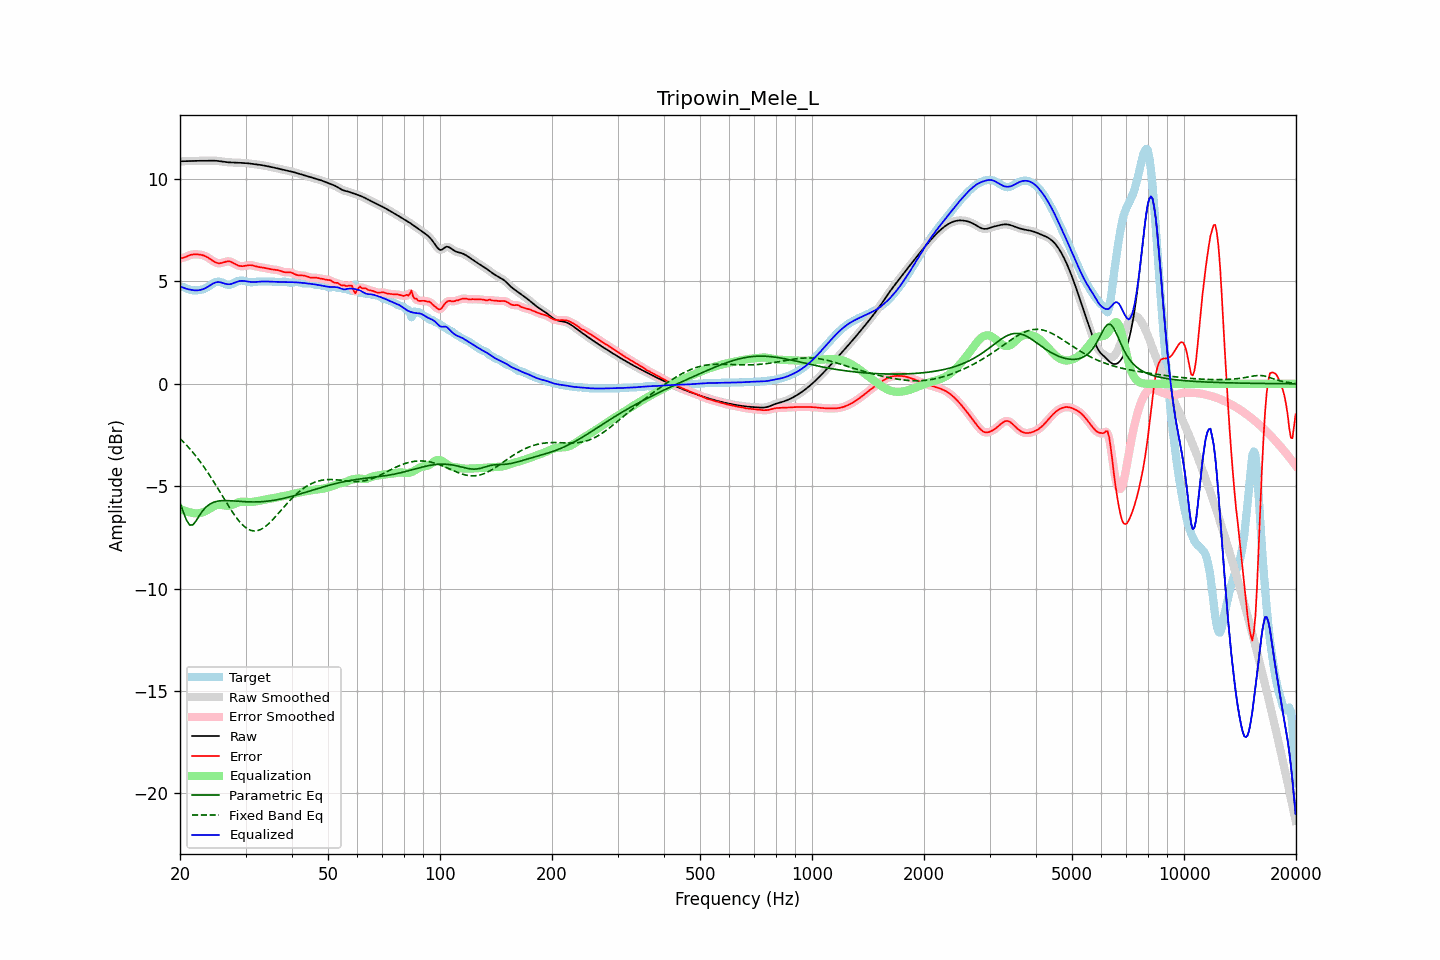 Tripowin_Mele_L
Amplitude (dBr)
10
5
0
−5
−10
−15
−20
Target
Raw Smoothed
Error Smoothed
Raw
Error
Equalization
Parametric Eq
Fixed Band Eq
Equalized
20 50 100 200 500 1000 2000 5000 10000 20000
Frequency (Hz)